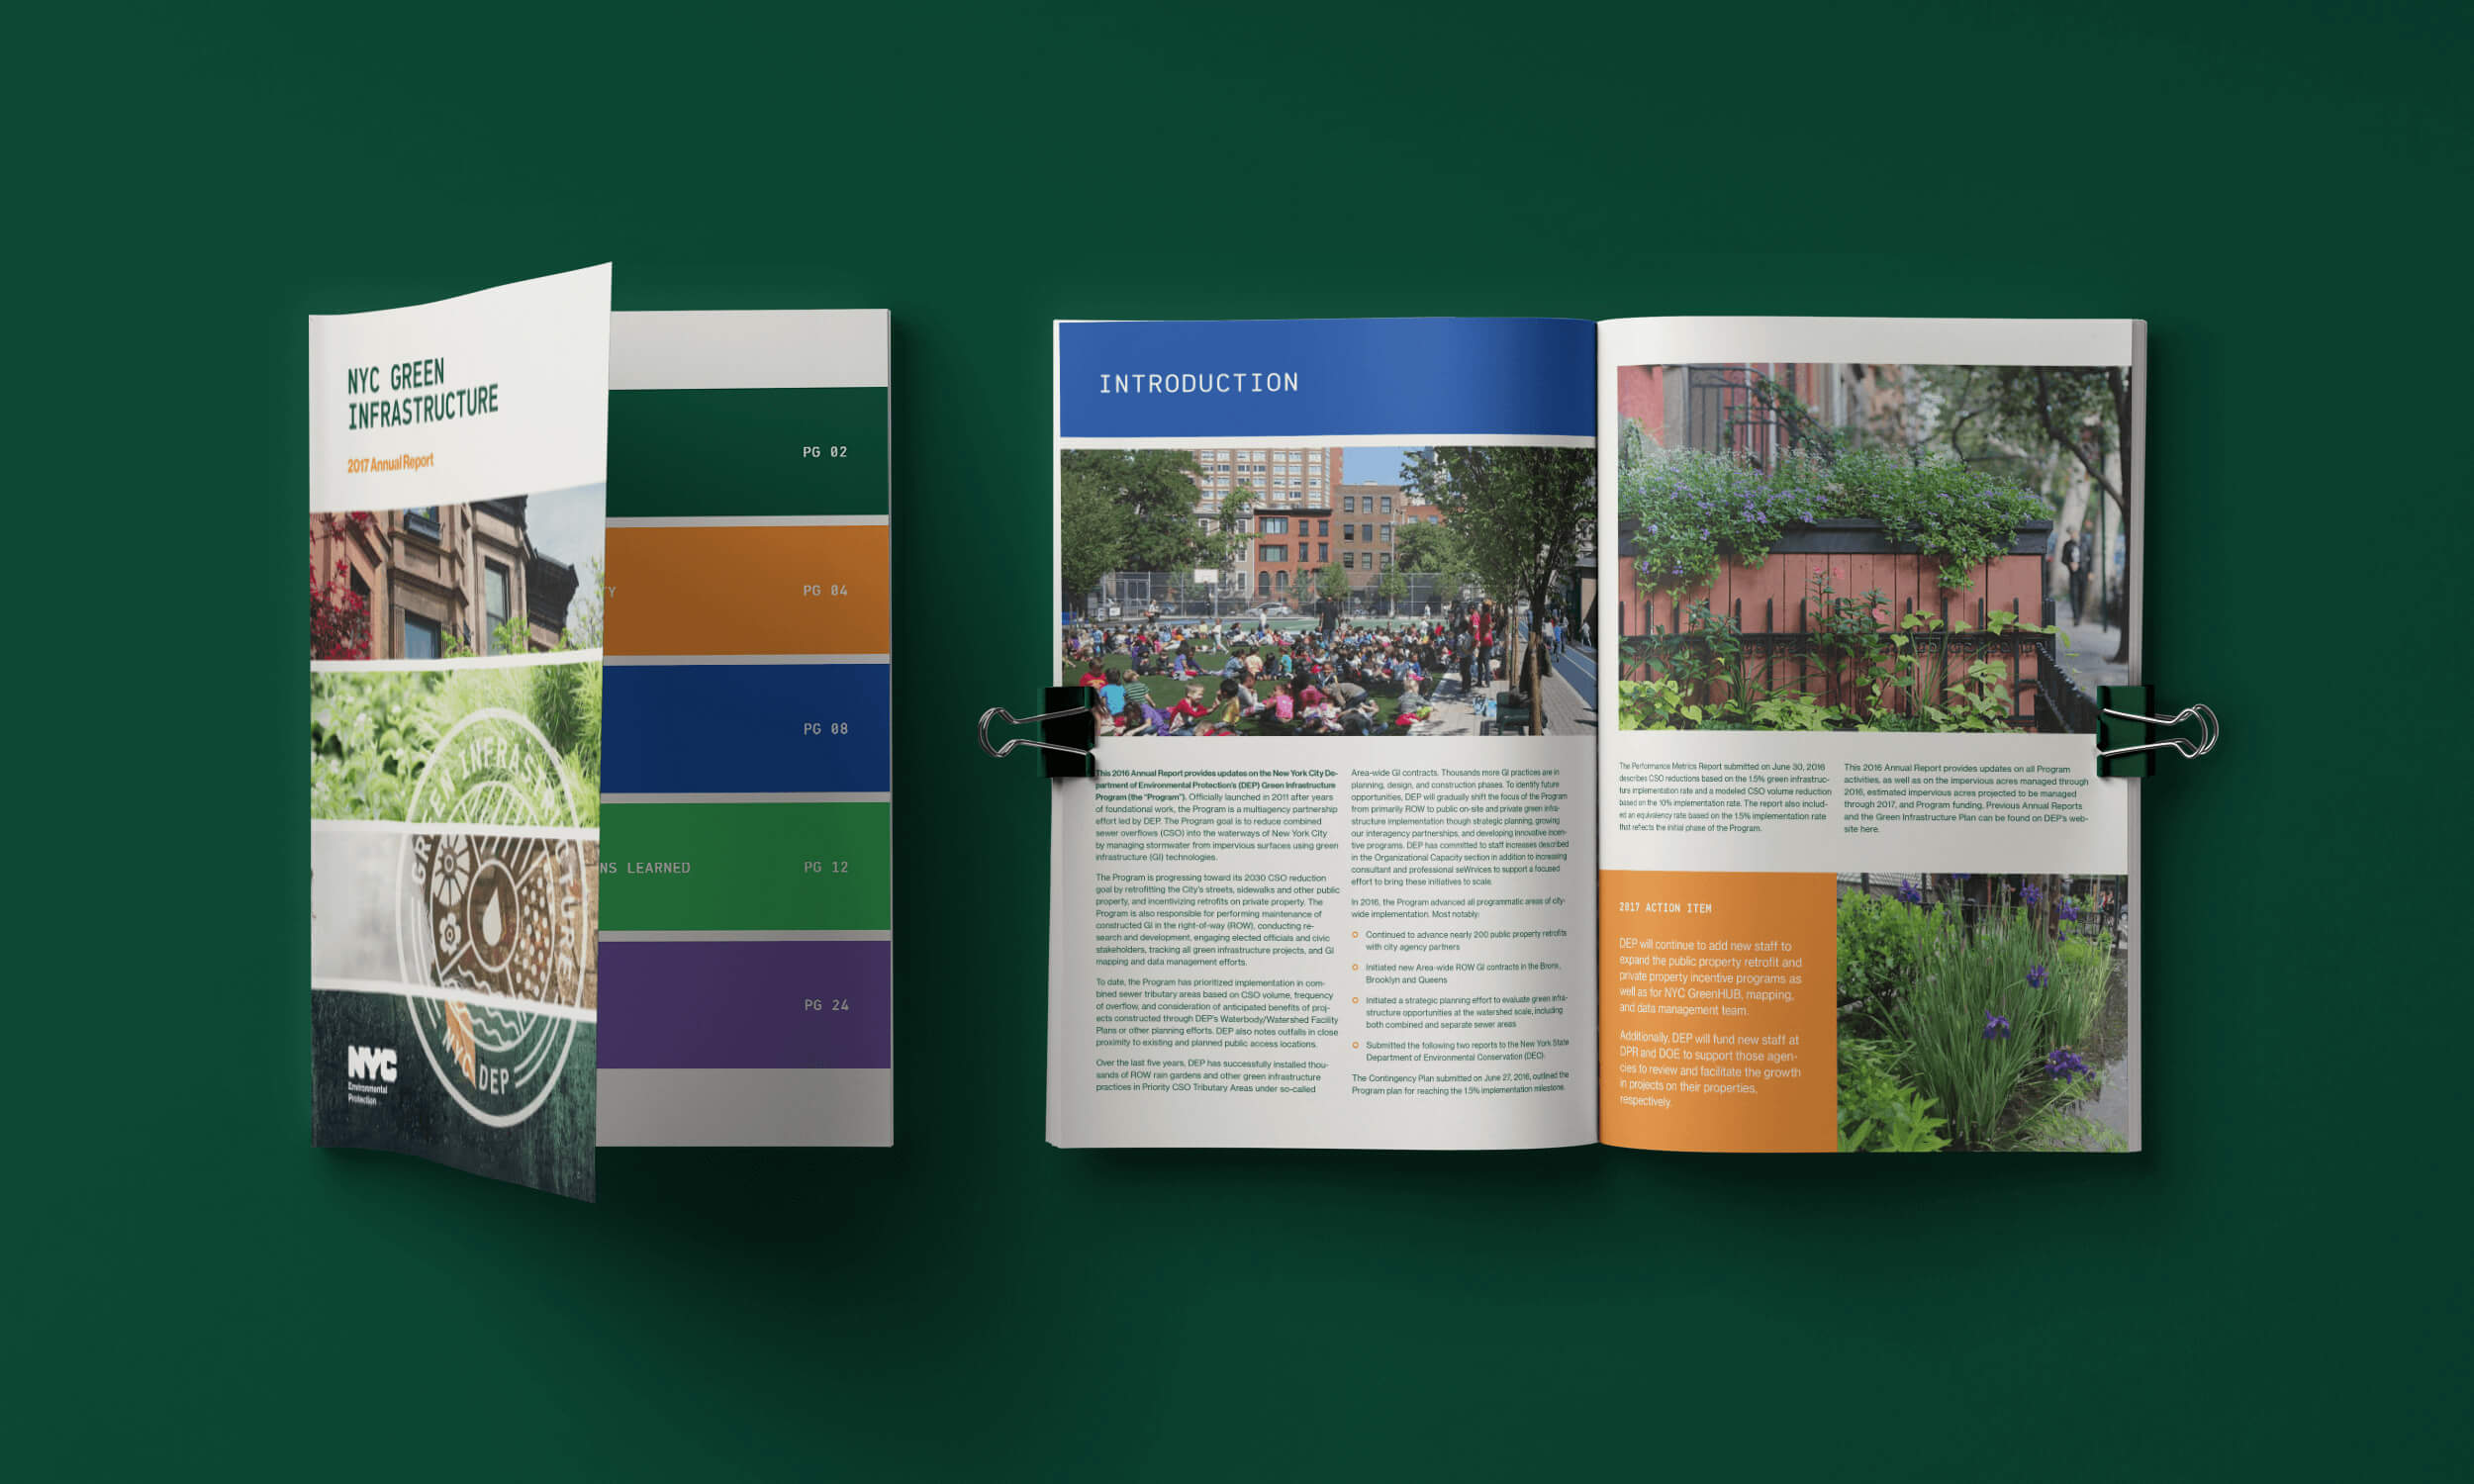 NYC GREEN
INFRASTRUCTURE
2017 Annual Report
NYC
Environmental
Protection
NYC DEP
PG 02
Y
PG 04
PG 08
NS LEARNED
PG 12
PG 24
INTRODUCTION
This 2016 Annual Report provides updates on the New York City De-
partment of Environmental Protection's (DEP) Green Infrastructure
Program (the "Program"). Officially launched in 2011 after years
of foundational work, the Program is a multiagency partnership
effort led by DEP. The Program goal is to reduce combined
sewer overflows (CSO) into the waterways of New York City
by managing stormwater from impervious surfaces using green
infrastructure (GI) technologies.
The Program is progressing toward its 2030 CSO reduction
goal by retrofitting the City's streets, sidewalks and other public
property, and incentivizing retrofits on private property. The
Program is also responsible for performing maintenance of
constructed GI in the right-of-way (ROW), conducting re-
search and development, engaging elected officials and civic
stakeholders, tracking all green infrastructure projects, and GI
mapping and data management efforts.
To date, the Program has prioritized implementation in com-
bined sewer tributary areas based on CSO volume, frequency
of overflow, and consideration of anticipated benefits of proj-
ects constructed through DEP's Waterbody/Watershed Facility
Plans or other planning efforts. DEP also notes outfalls in close
proximity to existing and planned public access locations.
Over the last five years, DEP has successfully installed thou-
sands of ROW rain gardens and other green infrastructure
practices in Priority CSO Tributary Areas under so-called
Area-wide GI contracts. Thousands more GI practices are in
planning, design, and construction phases. To identify future
opportunities, DEP will gradually shift the focus of the Program
from primarily ROW to public on-site and private green infra-
structure implementation though strategic planning, growing
our interagency partnerships, and developing innovative incen-
tive programs. DEP has committed to staff increases described
in the Organizational Capacity section in addition to increasing
consultant and professional seWrvices to support a focused
effort to bring these initiatives to scale.
In 2016, the Program advanced all programmatic areas of city-
wide implementation. Most notably:
Continued to advance nearly 200 public property retrofits
with city agency partners
Initiated new Area-wide ROW GI contracts in the Bronx,
Brooklyn and Queens
Initiated a strategic planning effort to evaluate green infra-
structure opportunities at the watershed scale, including
both combined and separate sewer areas
Submitted the following two reports to the New York State
Department of Environmental Conservation (DEC):
The Contingency Plan submitted on June 27, 2016, outlined the
Program plan for reaching the 1.5% implementation milestone.
The Performance Metrics Report submitted on June 30, 2016
describes CSO reductions based on the 1.5% green infrastruc-
ture implementation rate and a modeled CSO volume reduction
based on the 10% implementation rate. The report also includ-
ed an equivalency rate based on the 1.5% implementation rate
that reflects the initial phase of the Program.
This 2016 Annual Report provides updates on all Program
activities, as well as on the impervious acres managed through
2016, estimated impervious acres projected to be managed
through 2017, and Program funding. Previous Annual Reports
and the Green Infrastructure Plan can be found on DEP's web-
site here.
2017 ACTION ITEM
DEP will continue to add new staff to
expand the public property retrofit and
private property incentive programs as
well as for NYC GreenHUB, mapping,
and data management team.
Additionally, DEP will fund new staff at
DPR and DOE to support those agen-
cies to review and facilitate the growth
in projects on their properties,
respectively.